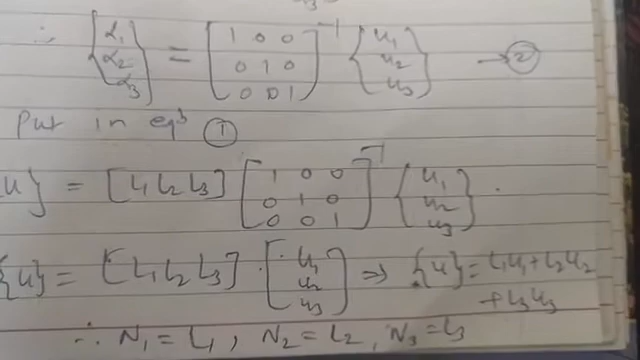 ∴ {α₁ α₂ α₃} = [1 0 0 0 1 0 0 0 1]⁻¹ {u₁ u₂ u₃} → ②
Put in eqⁿ ①
{u} = [L₁ L₂ L₃] [1 0 0 0 1 0 0 0 1]⁻¹ {u₁ u₂ u₃}.
{u} = [L₁ L₂ L₃] · [u₁ u₂ u₃] ⇒ {u} = L₁u₁ + L₂u₂ + L₃u₃
∴ N₁ = L₁, N₂ = L₂, N₃ = L₃